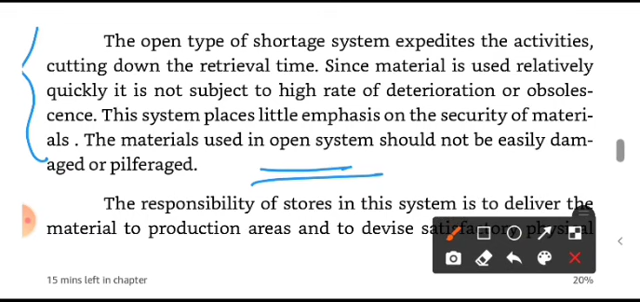 The open type of shortage system expedites the activities,
cutting down the retrieval time. Since material is used relatively
quickly it is not subject to high rate of deterioration or obsoles-
cence. This system places little emphasis on the security of materi-
als . The materials used in open system should not be easily dam-
aged or pilferaged.
The responsibility of stores in this system is to deliver the
material to production areas and to devise satisfactory physical
15 mins left in chapter
20%